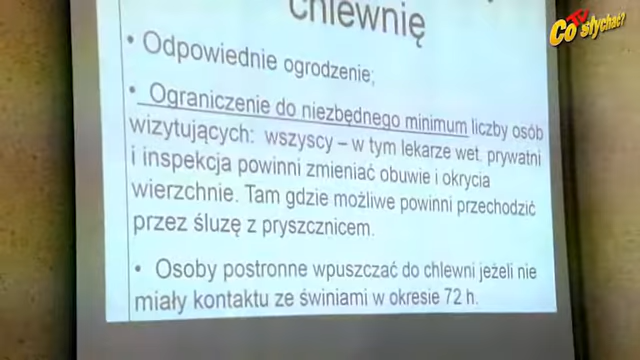 chlewnię
TV
Co słychać?
• Odpowiednie ogrodzenie;
• Ograniczenie do niezbędnego minimum liczby osób
wizytujących: wszyscy – w tym lekarze wet. prywatni
i inspekcja powinni zmieniać obuwie i okrycia
wierzchnie. Tam gdzie możliwe powinni przechodzić
przez śluzę z pryszcznicem.
• Osoby postronne wpuszczać do chlewni jeżeli nie
miały kontaktu ze świniami w okresie 72 h.